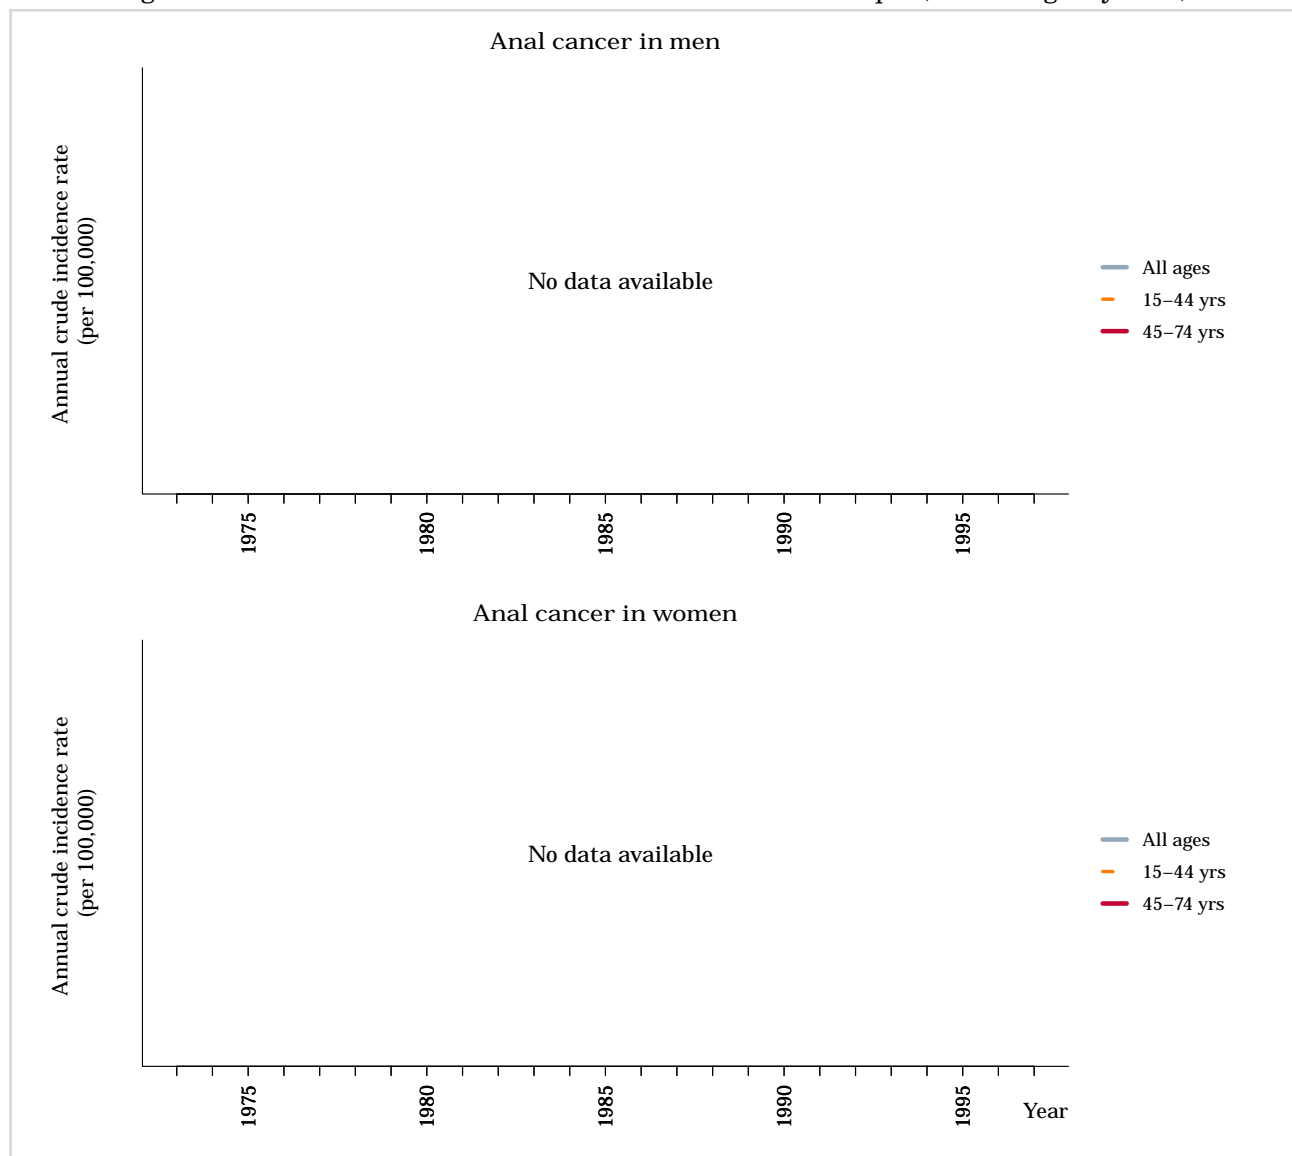 Anal cancer in men
Annual crude incidence rate
(per 100,000)
No data available
All ages
15–44 yrs
45–74 yrs
1975
1980
1985
1990
1995
Anal cancer in women
Annual crude incidence rate
(per 100,000)
No data available
All ages
15–44 yrs
45–74 yrs
1975
1980
1985
1990
1995
Year